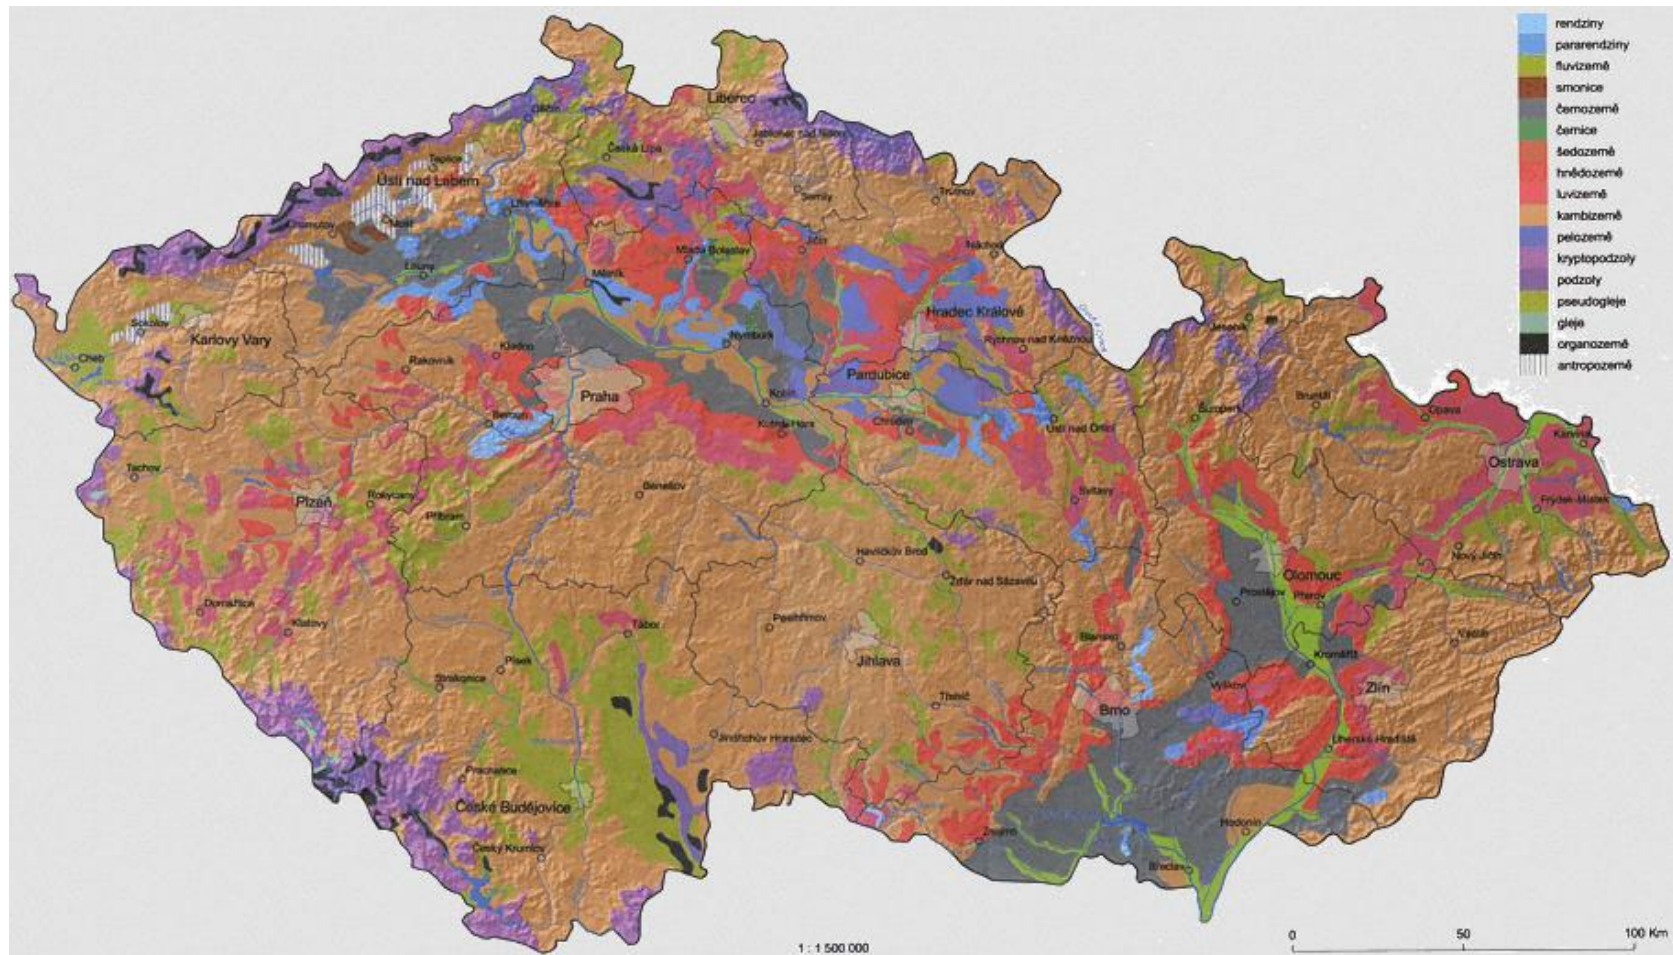 rendziny
pararendziny
fluvizemě
smonice
černozemě
černice
šedozemě
hnědozemě
luvizemě
kambizemě
pelozemě
kryptopodzoly
podzoly
pseudogleje
gleje
organozemě
antropozemě
Děčín
Liberec
Jablonec nad Nisou
Česká Lípa
Teplice
Ústí nad Labem
Semily
Trutnov
Litoměřice
Chomutov
Most
Louny
Mladá Boleslav
Jičín
Náchod
Mělník
Jeseník
Sokolov
Karlovy Vary
Hradec Králové
Nymburk
Rychnov nad Kněžnou
Cheb
Rakovník
Kladno
Pardubice
Praha
Kolín
Bruntál
Šumperk
Opava
Beroun
Kutná Hora
Chrudim
Ústí nad Orlicí
Karviná
Ostrava
Tachov
Plzeň
Rokycany
Benešov
Svitavy
Frýdek-Místek
Příbram
Havlíčkův Brod
Nový Jičín
Žďár nad Sázavou
Olomouc
Prostějov
Přerov
Domažlice
Klatovy
Tábor
Pelhřimov
Blansko
Vsetín
Jihlava
Kroměříž
Písek
Strakonice
Vyškov
Zlín
Třebíč
Brno
Jindřichův Hradec
Uherské Hradiště
Prachatice
České Budějovice
Znojmo
Hodonín
Český Krumlov
Břeclav
1 : 1 500 000
0
50
100 Km